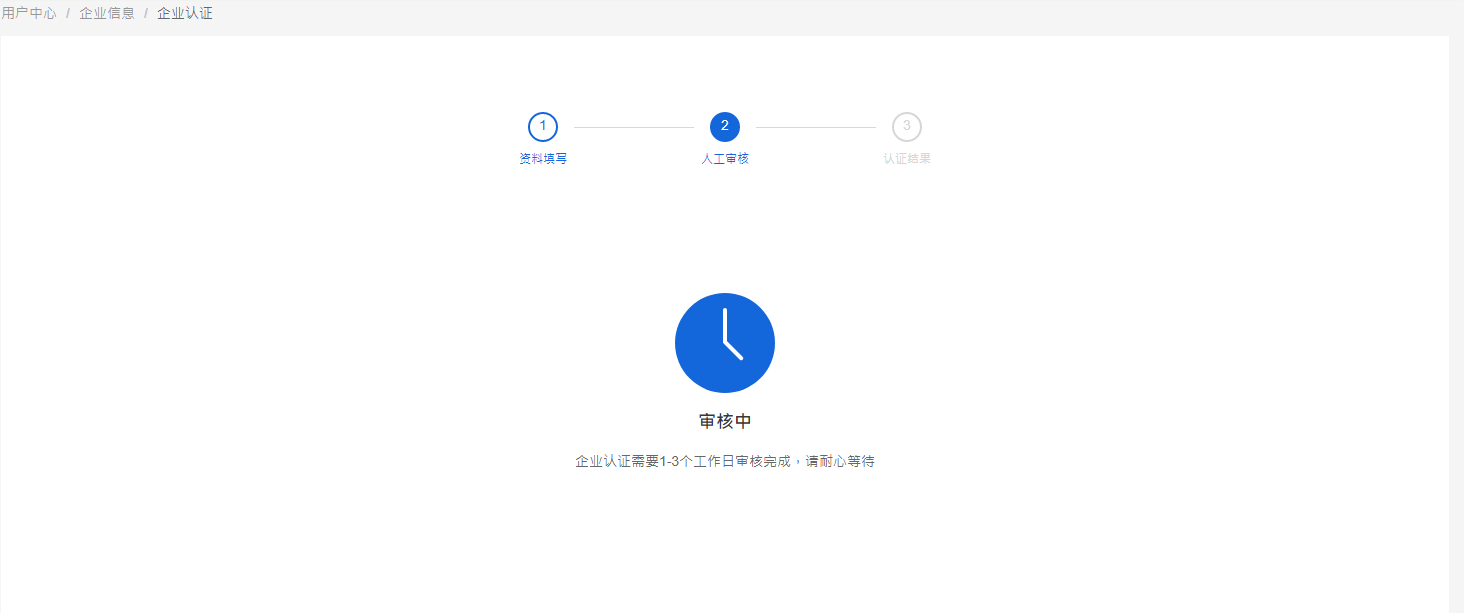 用户中心 / 企业信息 / 企业认证
1 2 3
资料填写 人工审核 认证结果
审核中
企业认证需要1-3个工作日审核完成，请耐心等待